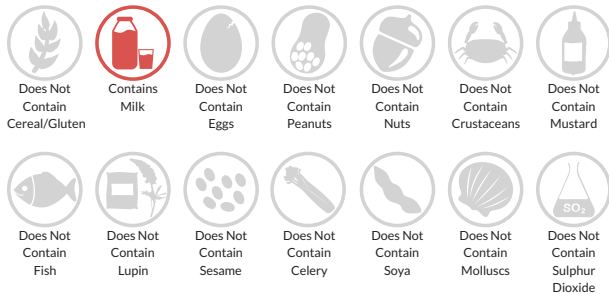 Does Not
Contain
Cereal/Gluten
Contains
Milk
Does Not
Contain
Eggs
Does Not
Contain
Peanuts
Does Not
Contain
Nuts
Does Not
Contain
Crustaceans
Does Not
Contain
Mustard
Does Not
Contain
Fish
Does Not
Contain
Lupin
Does Not
Contain
Sesame
Does Not
Contain
Celery
Does Not
Contain
Soya
Does Not
Contain
Molluscs
SO₂
Does Not
Contain
Sulphur
Dioxide